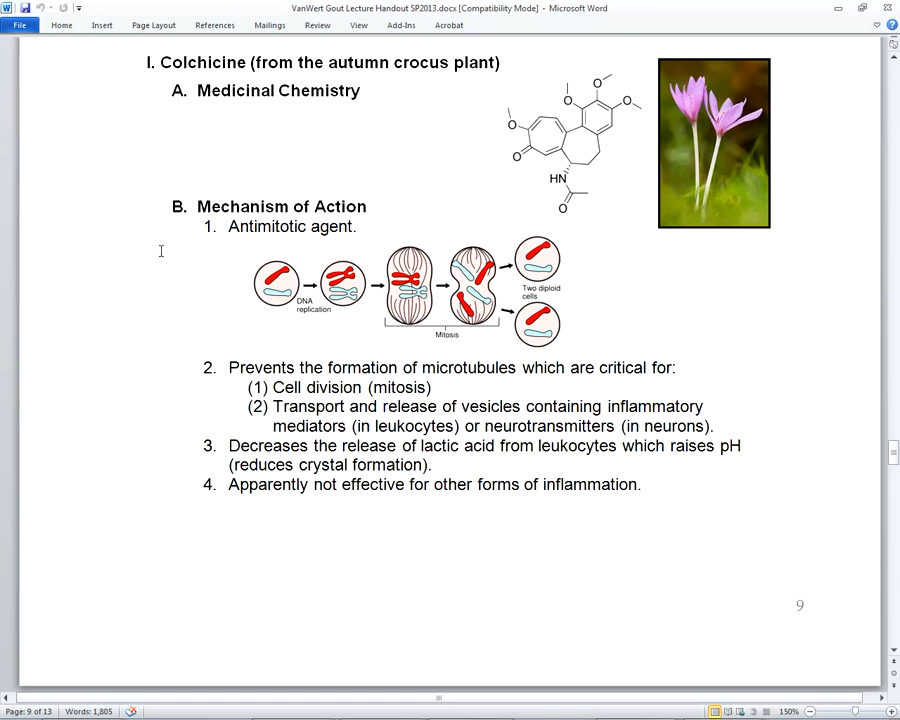 VanWert Gout Lecture Handout SP2013.docx [Compatibility Mode] - Microsoft Word
File Home Insert Page Layout References Mailings Review View Add-Ins Acrobat
I. Colchicine (from the autumn crocus plant)
A. Medicinal Chemistry
O
O
O
O
O
HN
O
B. Mechanism of Action
1. Antimitotic agent.
DNA
replication
Mitosis
Two diploid
cells
2. Prevents the formation of microtubules which are critical for:
(1) Cell division (mitosis)
(2) Transport and release of vesicles containing inflammatory
mediators (in leukocytes) or neurotransmitters (in neurons).
3. Decreases the release of lactic acid from leukocytes which raises pH
(reduces crystal formation).
4. Apparently not effective for other forms of inflammation.
9
Page: 9 of 13 Words: 1,805 150%